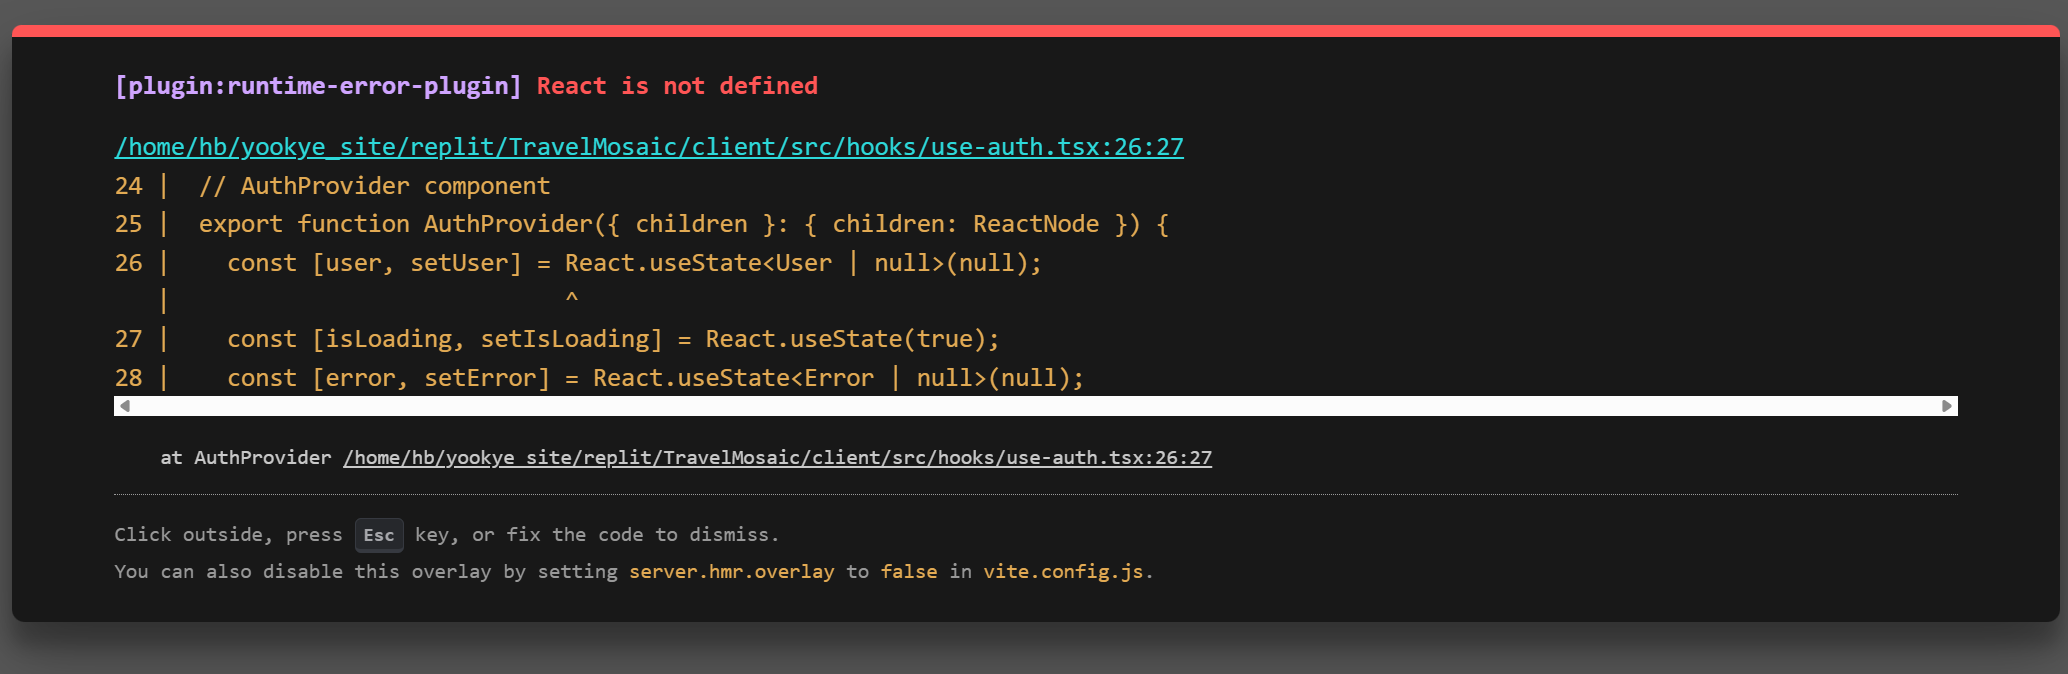 [plugin:runtime-error-plugin] React is not defined
/home/hb/yookye_site/replit/TravelMosaic/client/src/hooks/use-auth.tsx:26:27
24 |  // AuthProvider component
25 |  export function AuthProvider({ children }: { children: ReactNode }) {
26 |    const [user, setUser] = React.useState<User | null>(null);
   |                            ^
27 |    const [isLoading, setIsLoading] = React.useState(true);
28 |    const [error, setError] = React.useState<Error | null>(null);
at AuthProvider /home/hb/yookye_site/replit/TravelMosaic/client/src/hooks/use-auth.tsx:26:27
Click outside, press Esc key, or fix the code to dismiss.
You can also disable this overlay by setting server.hmr.overlay to false in vite.config.js.